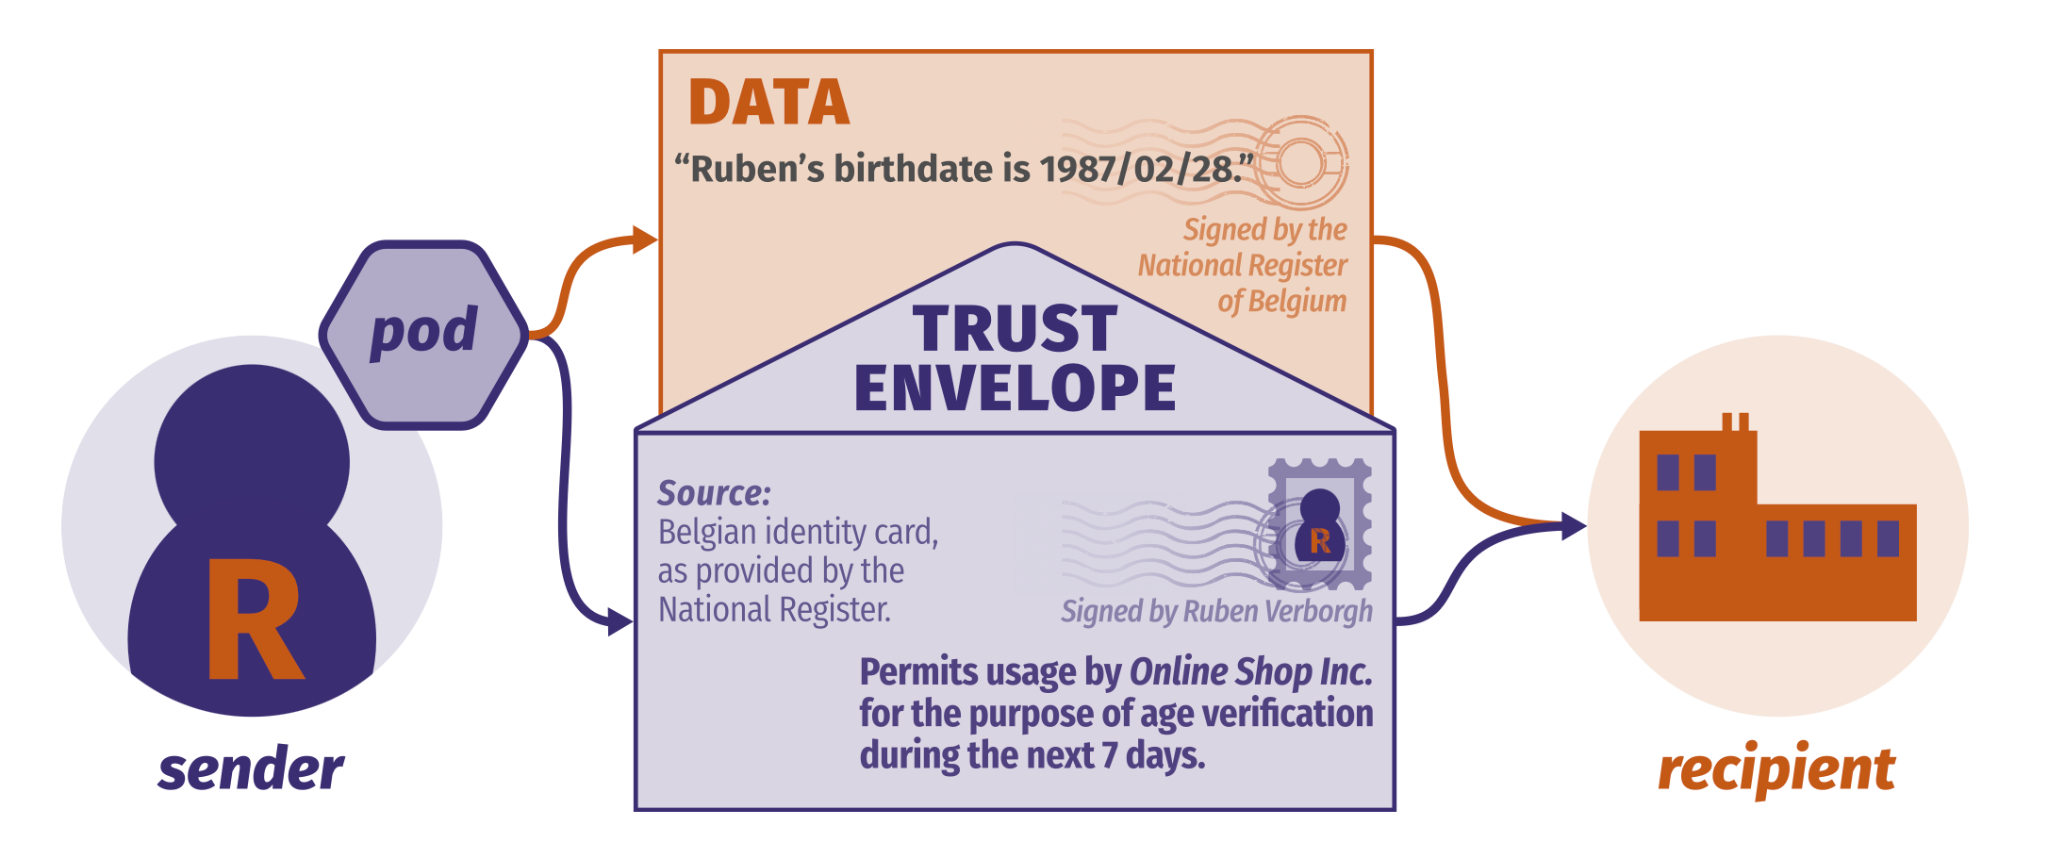 DATA
“Ruben’s birthdate is 1987/02/28.”
Signed by the
National Register
of Belgium
pod
TRUST
ENVELOPE
Source:
Belgian identity card,
as provided by the
National Register.
R
Signed by Ruben Verborgh
Permits usage by Online Shop Inc.
for the purpose of age verification
during the next 7 days.
R
sender
recipient